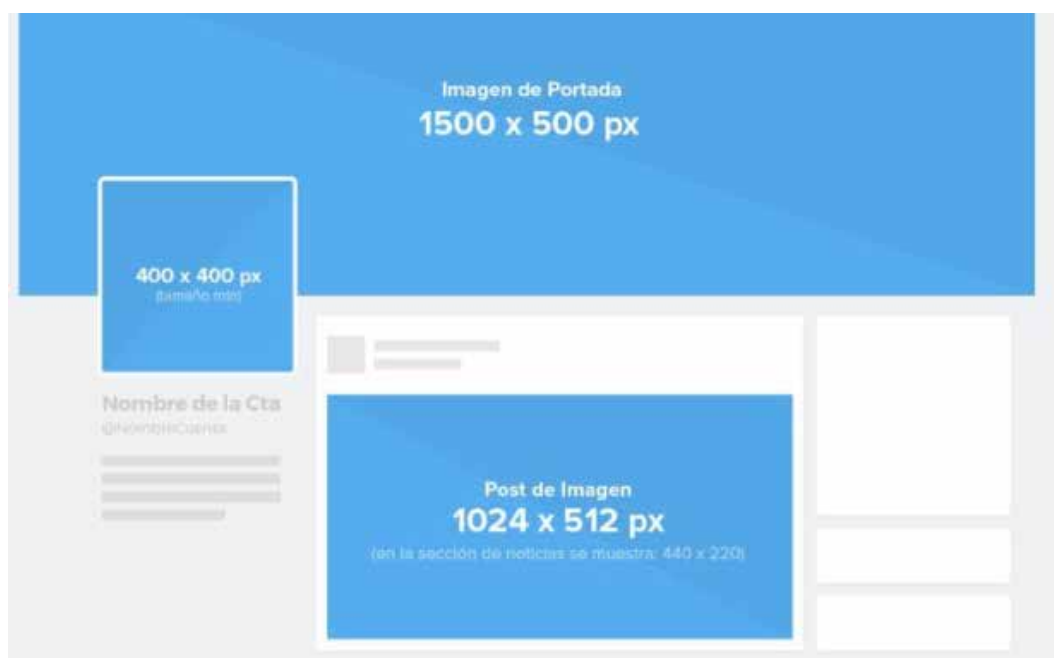 Imagen de Portada
1500 x 500 px
400 x 400 px
(tamaño min)
Nombre de la Cta
@NombreCuenta
Post de Imagen
1024 x 512 px
(en la sección de noticias se muestra: 440 x 220)